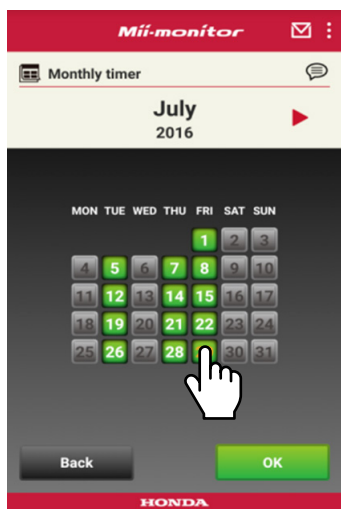 Mii-monitor
Monthly timer
July
2016
MON TUE WED THU FRI SAT SUN
1 2 3
4 5 6 7 8 9 10
11 12 13 14 15 16 17
18 19 20 21 22 23 24
25 26 27 28 30 31
Back OK
HONDA